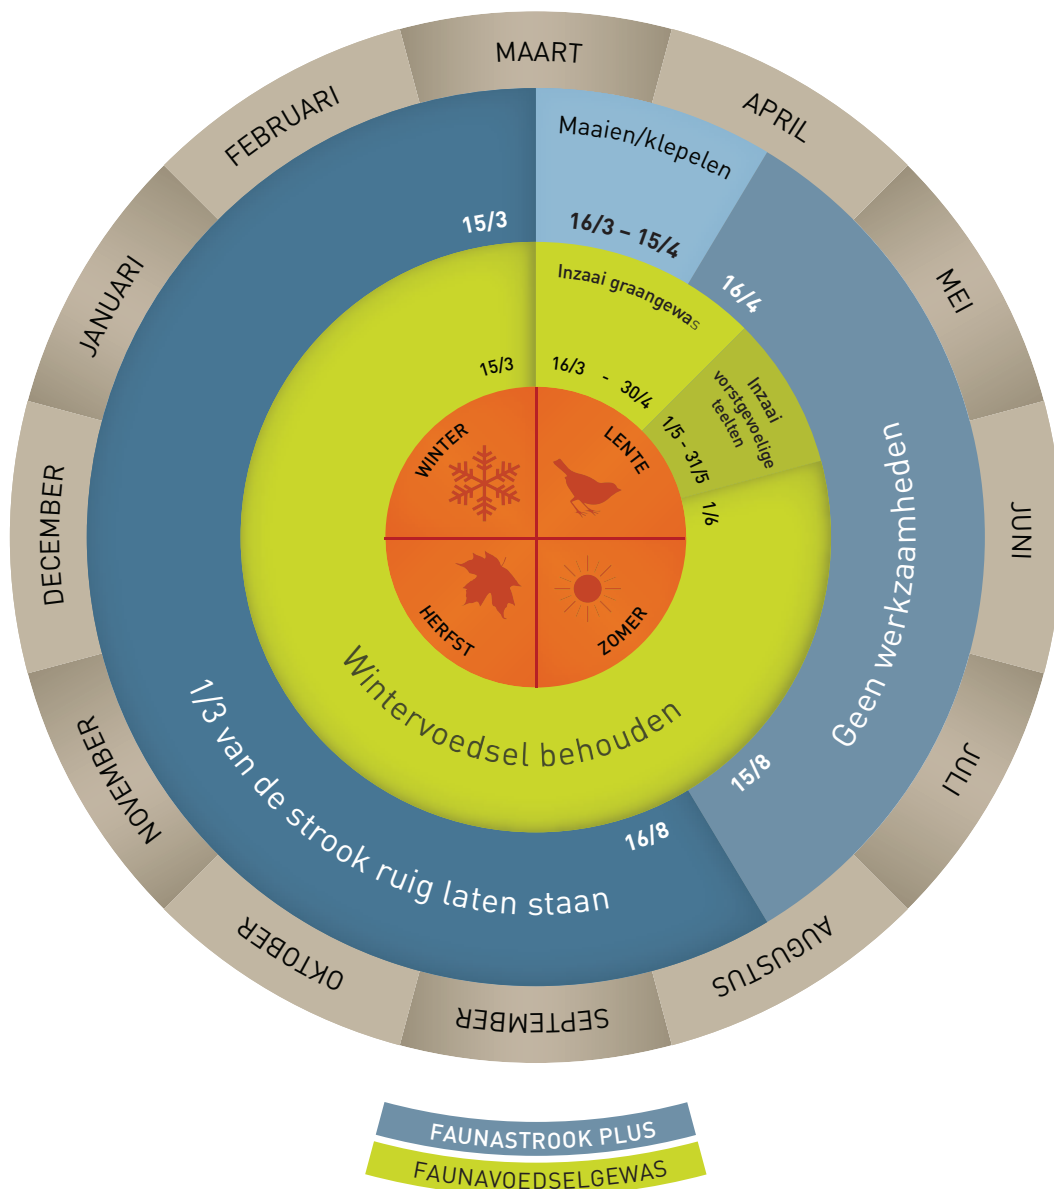 MAART
APRIL
MEI
JUNI
JULI
AUGUSTUS
SEPTEMBER
OKTOBER
NOVEMBER
DECEMBER
JANUARI
FEBRUARI
Maaien/klepelen
16/3 – 15/4
16/4
Geen werkzaamheden
15/8
16/8
1/3 van de strook ruig laten staan
15/3
Inzaai graangewas
16/3 - 30/4
Inzaai
vorstgevoelige
teelten
1/5 - 31/5
1/6
Wintervoedsel behouden
15/3
WINTER
LENTE
ZOMER
HERFST
FAUNASTROOK PLUS
FAUNAVOEDSELGEWAS